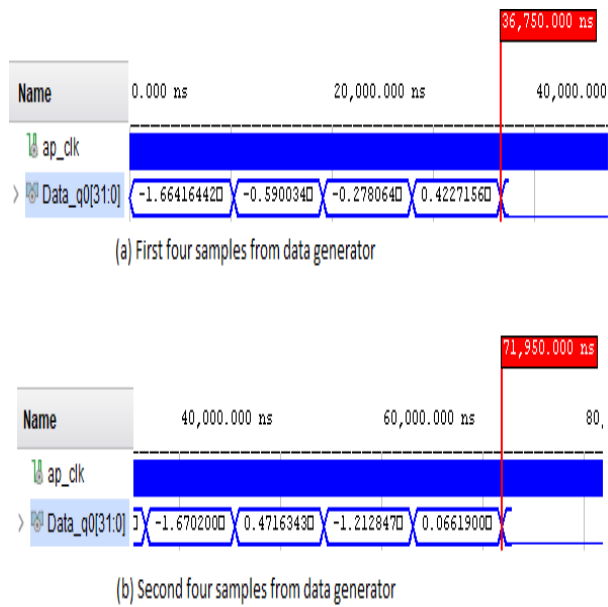 36,750.000 ns
Name 0.000 ns 20,000.000 ns 40,000.000
ap_clk
> Data_q0[31:0] -1.66416442 -0.590034 -0.278064 0.4227156
(a) First four samples from data generator
71,950.000 ns
Name 40,000.000 ns 60,000.000 ns 80,
ap_clk
> Data_q0[31:0] -1.670200 0.4716343 -1.212847 0.0661900
(b) Second four samples from data generator